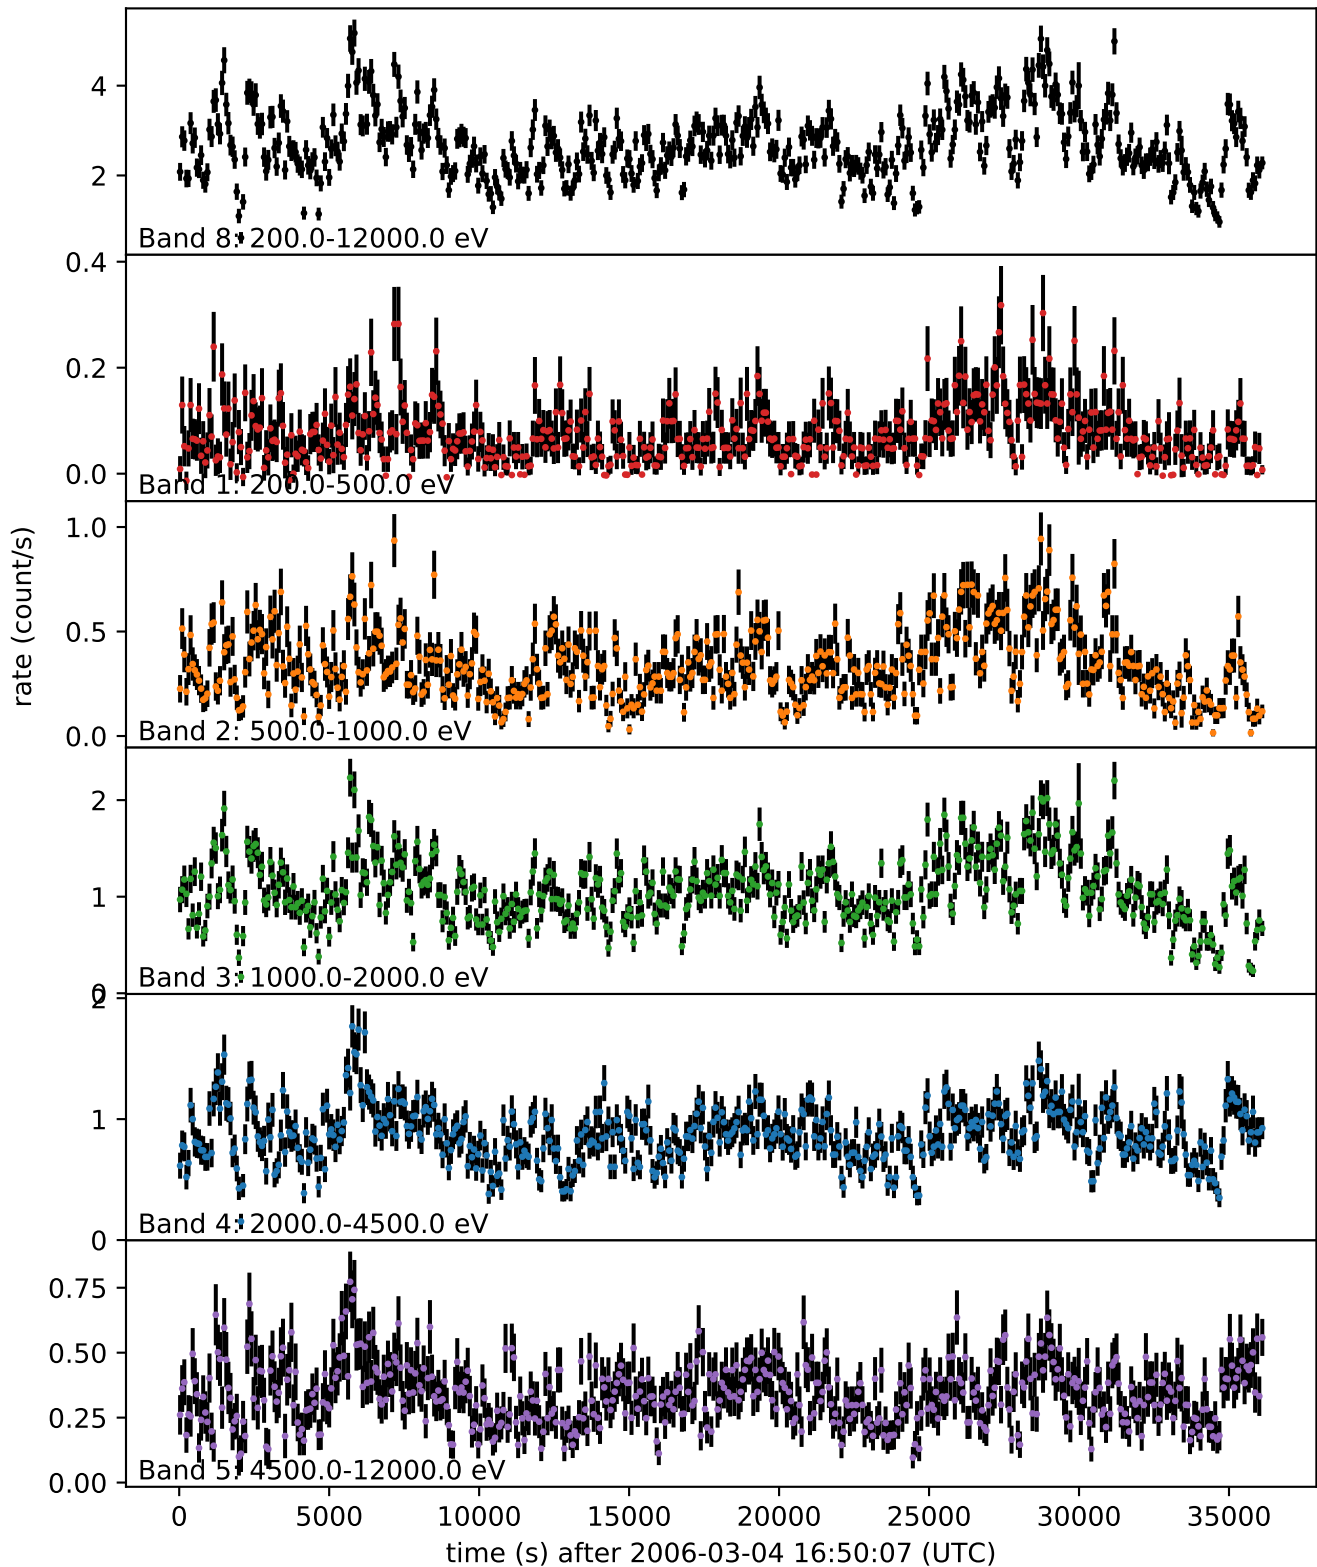 4
2
Band 8: 200.0-12000.0 eV
0.4
0.2
0.0
Band 1: 200.0-500.0 eV
1.0
0.5
0.0
Band 2: 500.0-1000.0 eV
rate (count/s)
2
1
0
Band 3: 1000.0-2000.0 eV
2
1
0
Band 4: 2000.0-4500.0 eV
0.75
0.50
0.25
0.00
Band 5: 4500.0-12000.0 eV
0 5000 10000 15000 20000 25000 30000 35000
time (s) after 2006-03-04 16:50:07 (UTC)